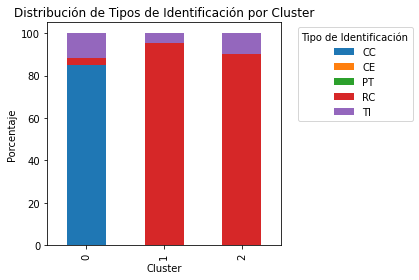 Distribución de Tipos de Identificación por Cluster
Porcentaje
100
80
60
40
20
0
0
1
2
Cluster
Tipo de Identificación
CC
CE
PT
RC
TI